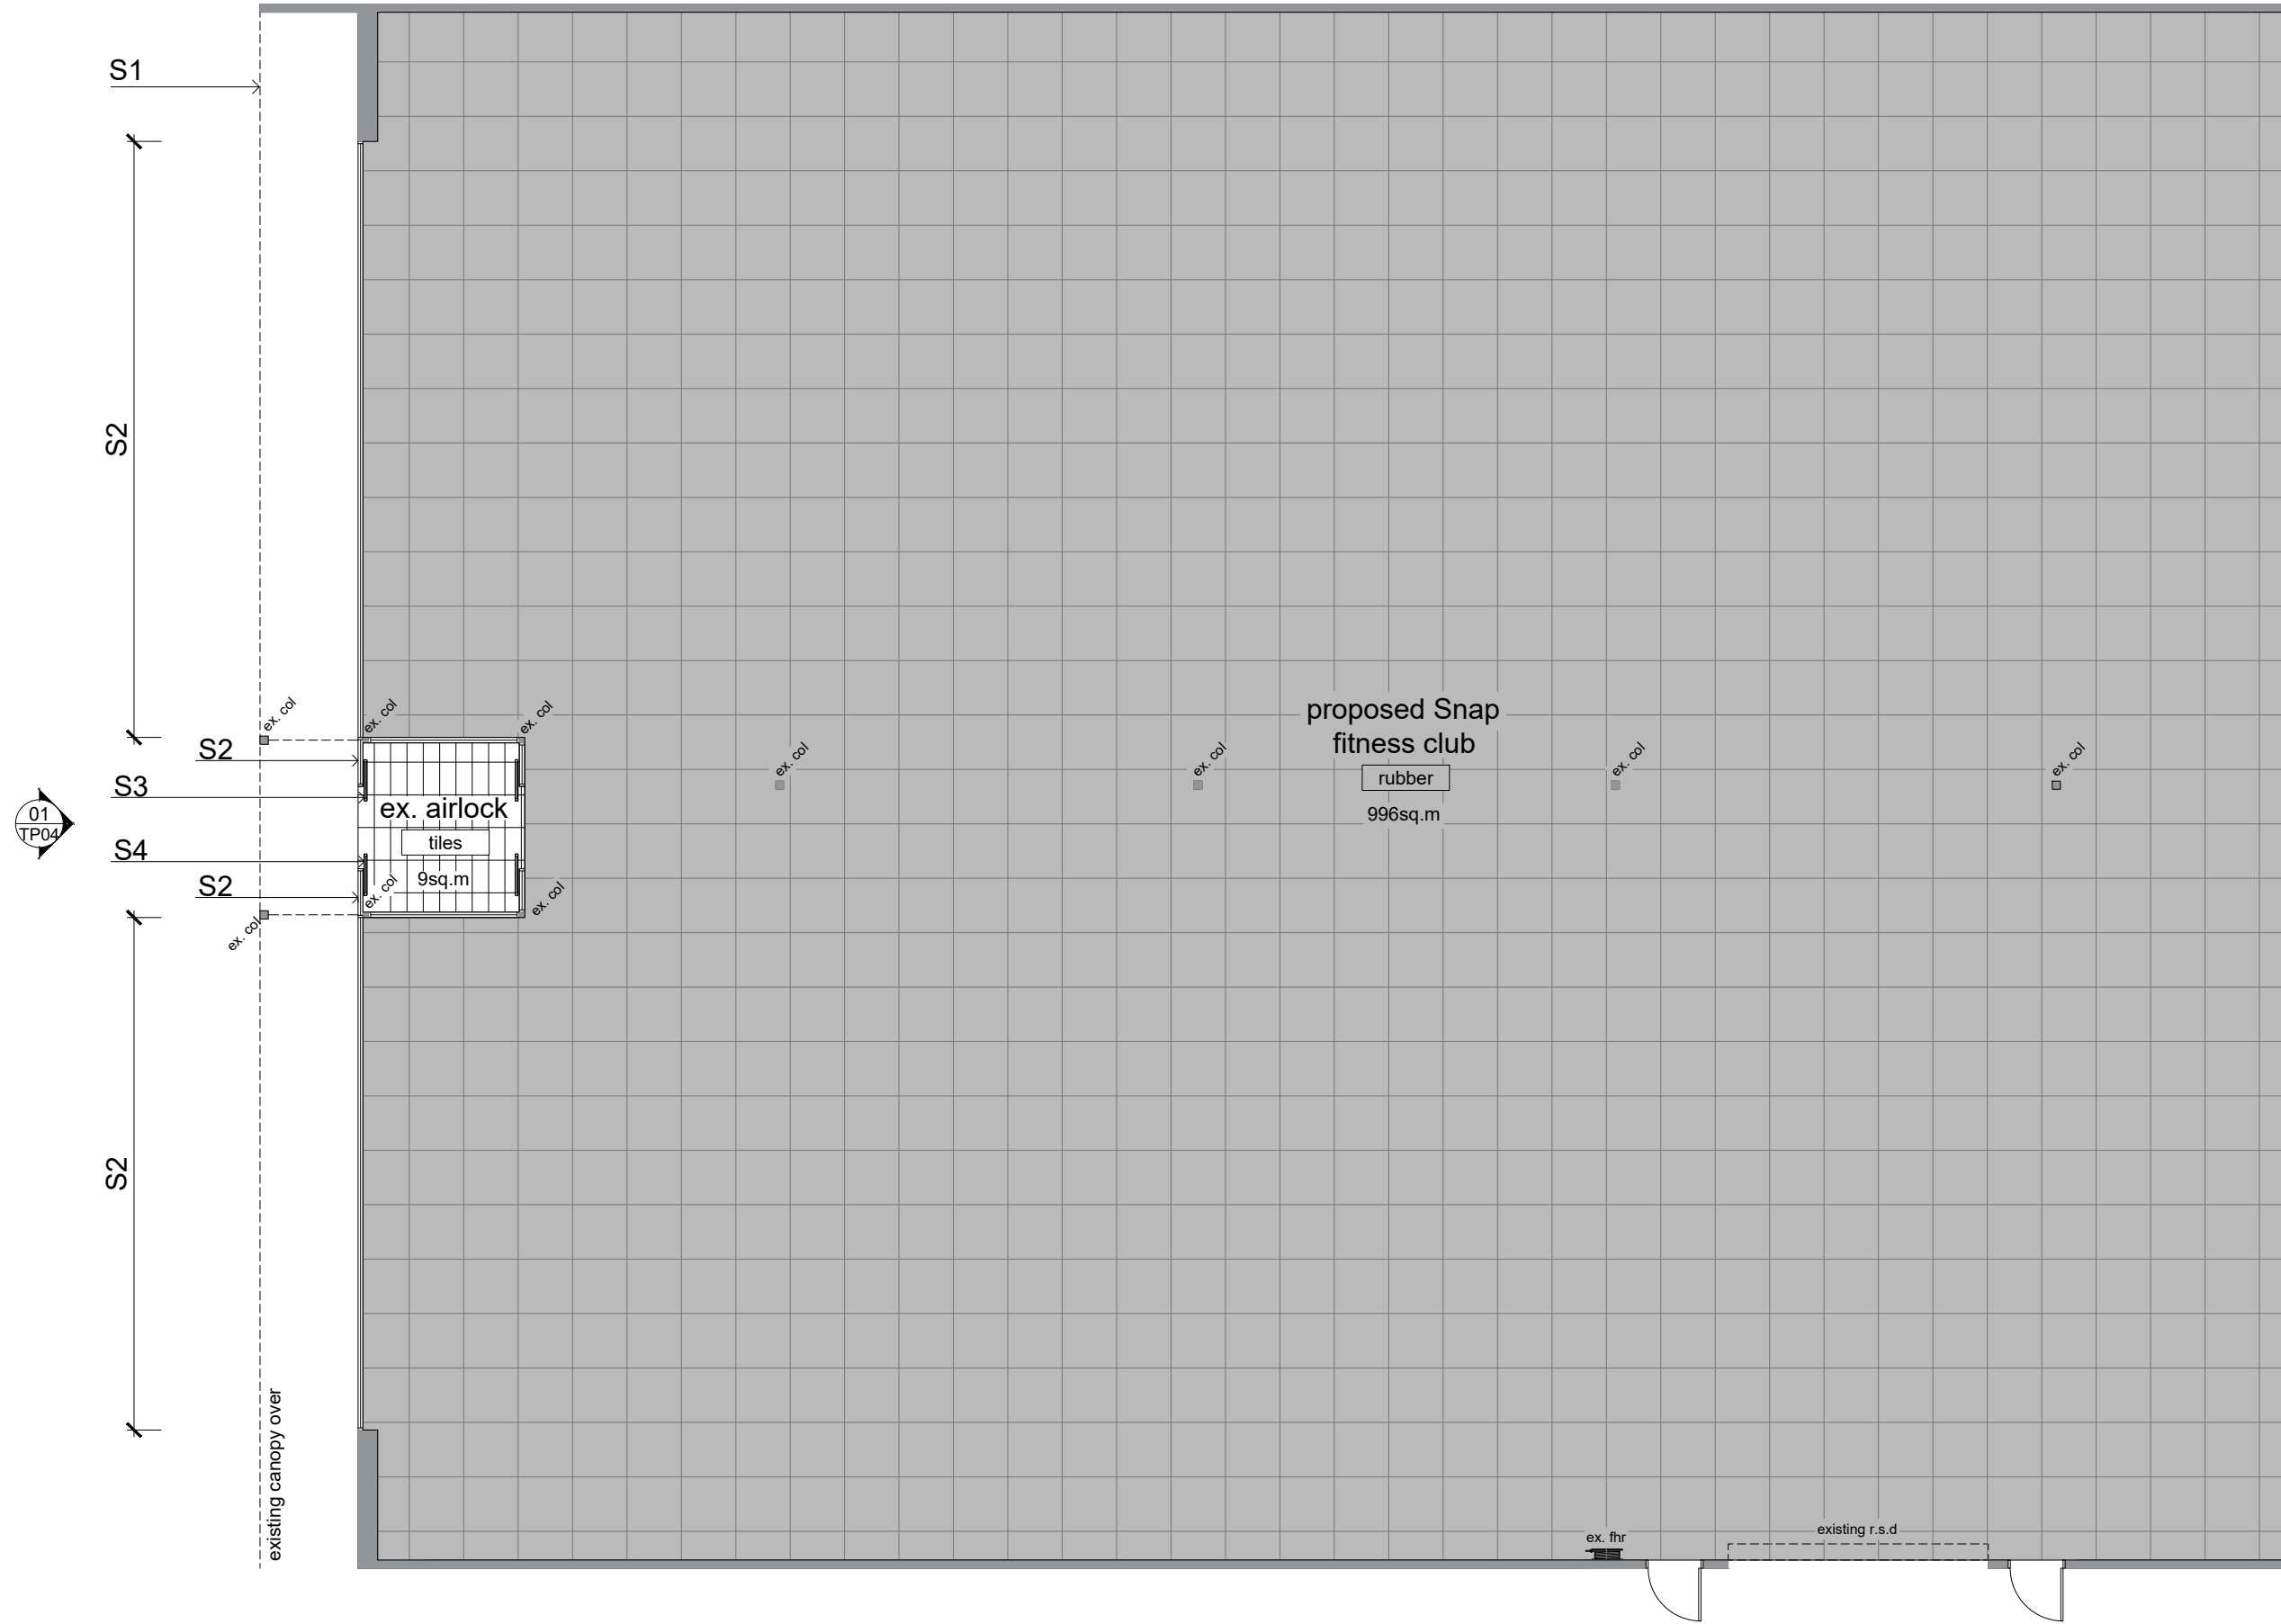 S1
S2
ex. col
ex. col
ex. col
S2
S3
01
TP04
ex. airlock
tiles
S4
9sq.m
S2
ex. col
ex. col
ex. col
ex. col
ex. col
proposed Snap
fitness club
rubber
996sq.m
ex. col
ex. col
S2
existing canopy over
ex. fhr
existing r.s.d